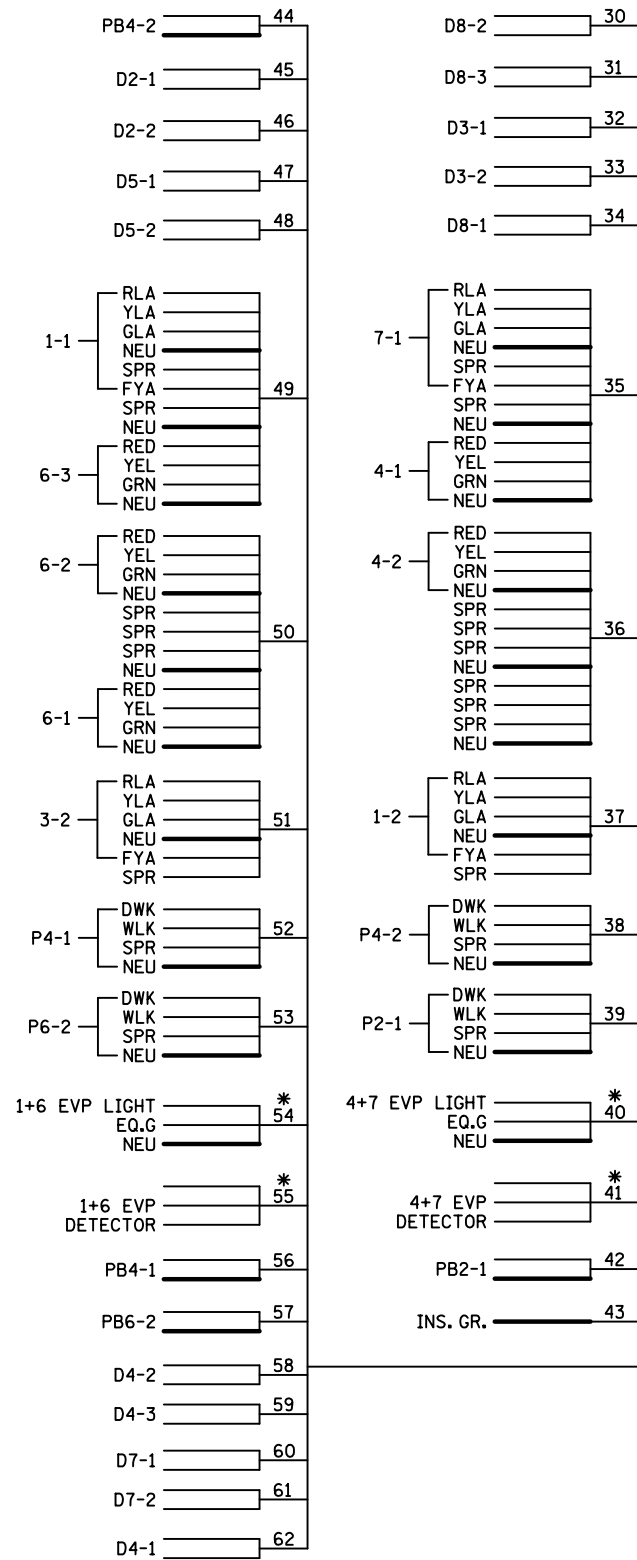 PB4-2 44
D2-1 45
D2-2 46
D5-1 47
D5-2 48
RLA
YLA
GLA
1-1
NEU
SPR
FYA 49
SPR
NEU
RED
YEL
6-3
GRN
NEU
RED
YEL
6-2
GRN
NEU
SPR
SPR 50
SPR
NEU
RED
YEL
6-1
GRN
NEU
RLA
YLA
3-2 GLA 51
NEU
FYA
SPR
DWK
WLK 52
P4-1
SPR
NEU
DWK
WLK 53
P6-2
SPR
NEU
1+6 EVP LIGHT *
EQ.G 54
NEU
*
1+6 EVP 55
DETECTOR
PB4-1 56
PB6-2 57
D4-2 58
D4-3 59
D7-1 60
D7-2 61
D4-1 62
D8-2 30
D8-3 31
D3-1 32
D3-2 33
D8-1 34
RLA
YLA
GLA
7-1
NEU
SPR
FYA 35
SPR
NEU
RED
YEL
4-1
GRN
NEU
RED
YEL
4-2
GRN
NEU
SPR
SPR 36
SPR
NEU
SPR
SPR
SPR
NEU
RLA
YLA
1-2 GLA 37
NEU
FYA
SPR
DWK
WLK 38
P4-2
SPR
NEU
DWK
WLK 39
P2-1
SPR
NEU
4+7 EVP LIGHT *
EQ.G 40
NEU
*
4+7 EVP 41
DETECTOR
PB2-1 42
INS. GR. 43